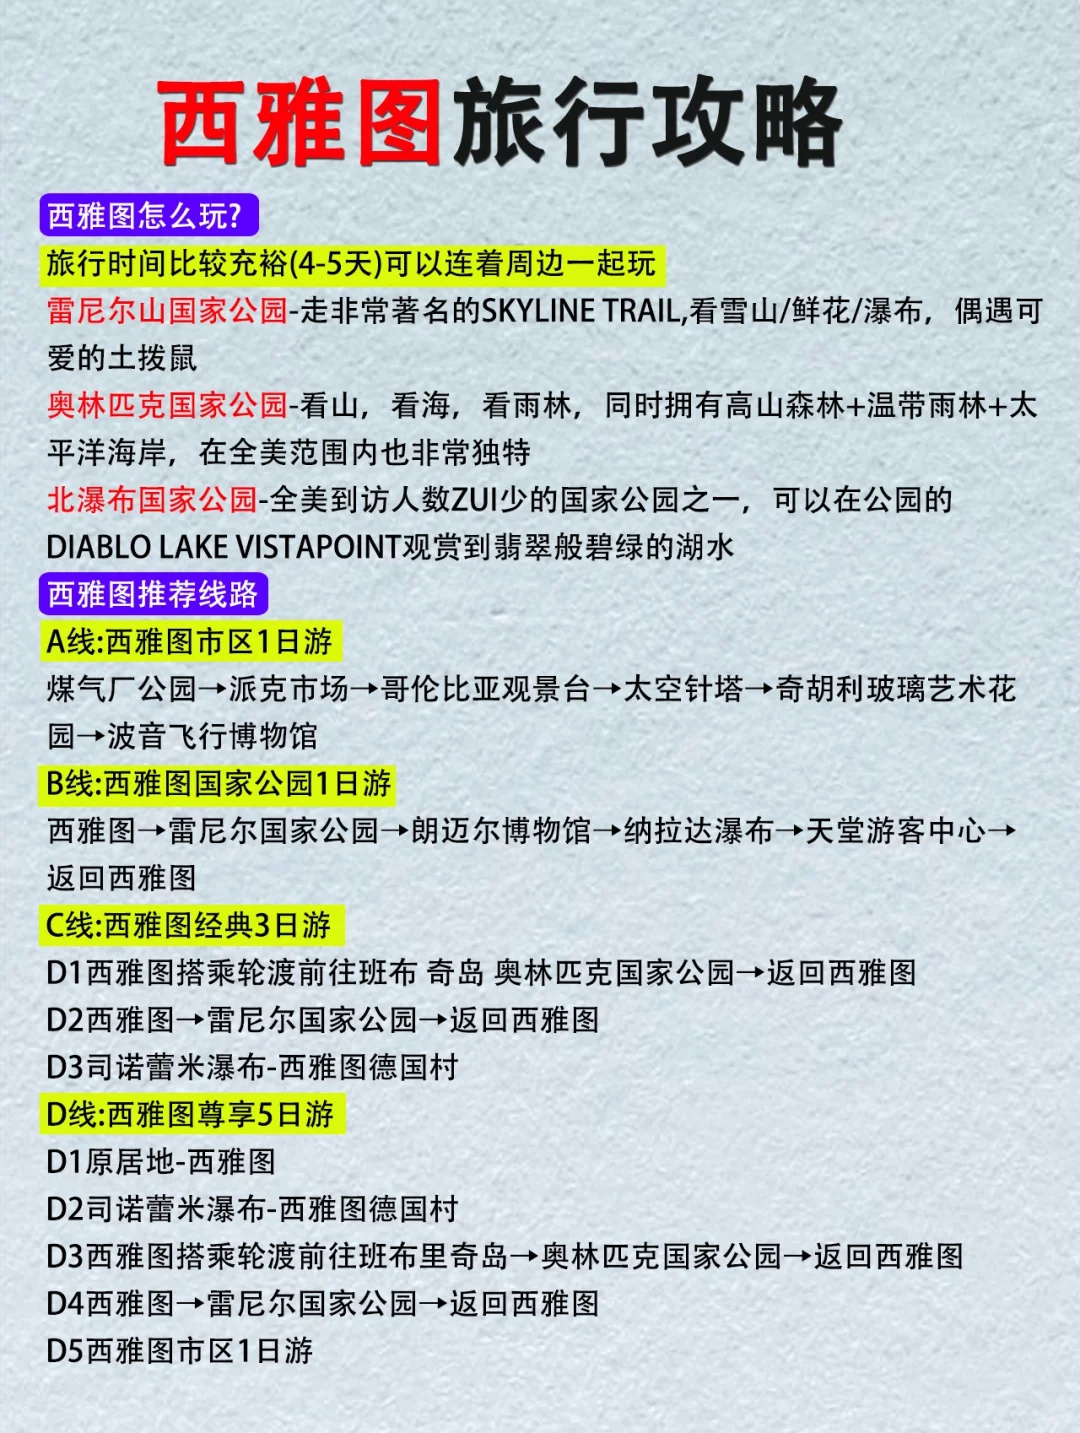 西雅图旅行攻略
西雅图怎么玩?
旅行时间比较充裕(4-5天)可以连着周边一起玩
雷尼尔山国家公园-走非常著名的SKYLINE TRAIL,看雪山/鲜花/瀑布，偶遇可
爱的土拨鼠
奥林匹克国家公园-看山，看海，看雨林，同时拥有高山森林+温带雨林+太
平洋海岸，在全美范围内也非常独特
北瀑布国家公园-全美到访人数ZUI少的国家公园之一，可以在公园的
DIABLO LAKE VISTAPOINT观赏到翡翠般碧绿的湖水
西雅图推荐线路
A线:西雅图市区1日游
煤气厂公园→派克市场→哥伦比亚观景台→太空针塔→奇胡利玻璃艺术花
园→波音飞行博物馆
B线:西雅图国家公园1日游
西雅图→雷尼尔国家公园→朗迈尔博物馆→纳拉达瀑布→天堂游客中心→
返回西雅图
C线:西雅图经典3日游
D1西雅图搭乘轮渡前往班布 奇岛 奥林匹克国家公园→返回西雅图
D2西雅图→雷尼尔国家公园→返回西雅图
D3司诺蕾米瀑布-西雅图德国村
D线:西雅图尊享5日游
D1原居地-西雅图
D2司诺蕾米瀑布-西雅图德国村
D3西雅图搭乘轮渡前往班布里奇岛→奥林匹克国家公园→返回西雅图
D4西雅图→雷尼尔国家公园→返回西雅图
D5西雅图市区1日游